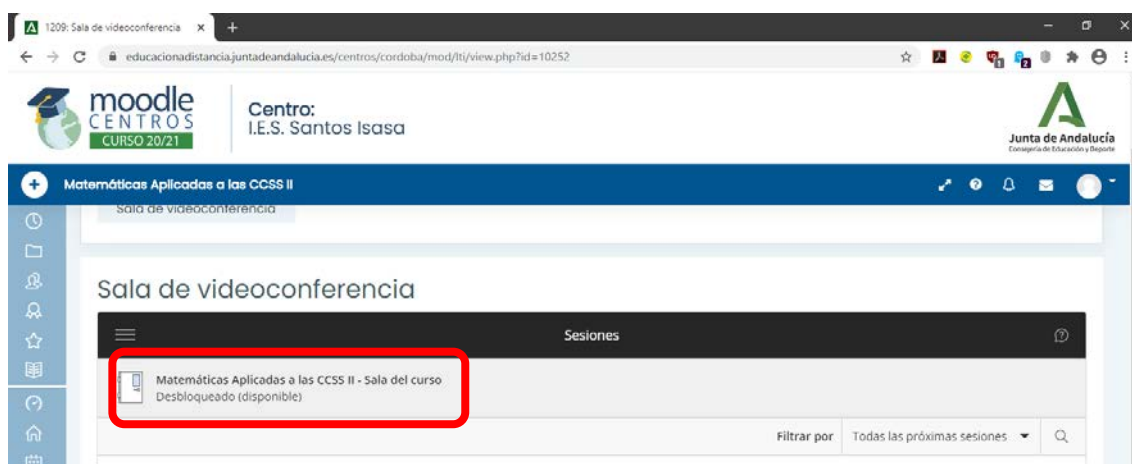 1209: Sala de videoconferencia
educacionadistancia.juntadeandalucia.es/centros/cordoba/mod/lti/view.php?id=10252
1
2
moodle
CENTROS
CURSO 20/21
Centro:
I.E.S. Santos Isasa
Junta de Andalucía
Consejería de Educación y Deporte
Matemáticas Aplicadas a las CCSS II
Sala de videoconferencia
Sala de videoconferencia
Sesiones
Matemáticas Aplicadas a las CCSS II - Sala del curso
Desbloqueado (disponible)
Filtrar por Todas las próximas sesiones